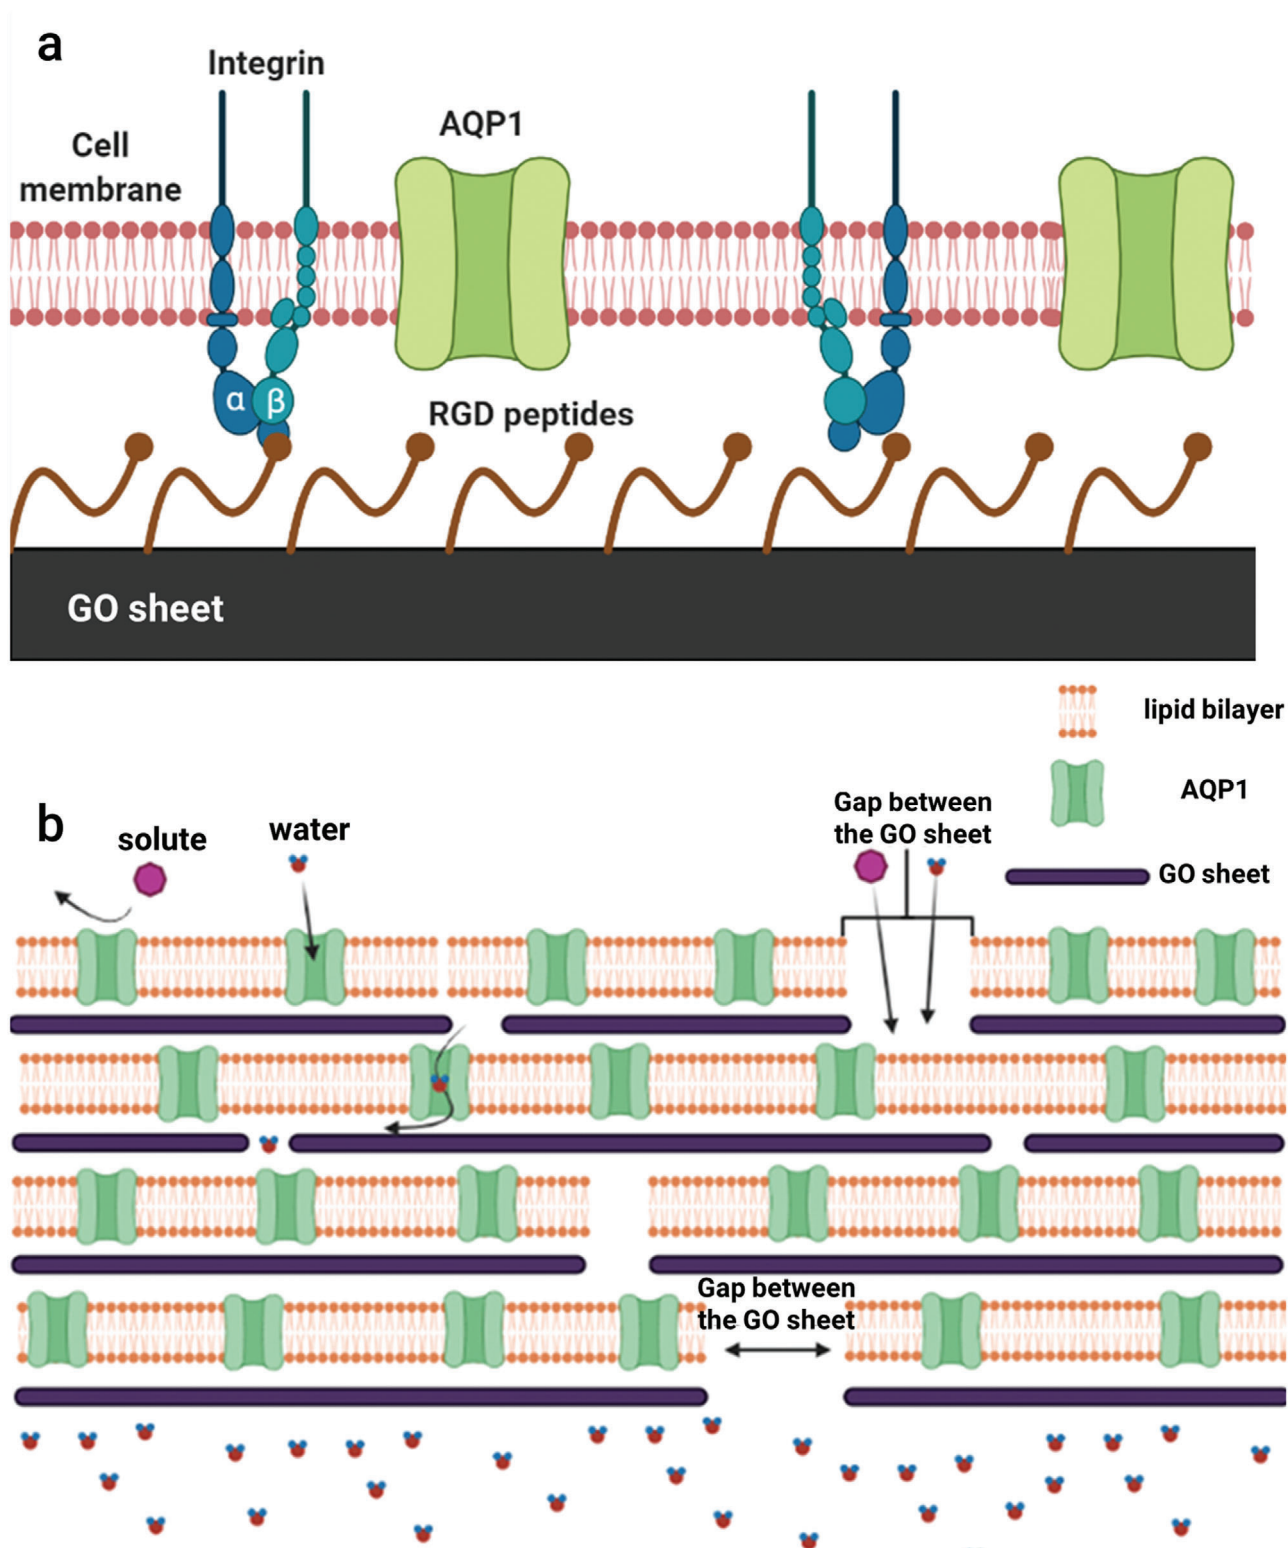 a
Integrin
AQP1
Cell
membrane
α
β
RGD peptides
GO sheet
lipid bilayer
AQP1
GO sheet
b
solute
water
Gap between
the GO sheet
Gap between
the GO sheet